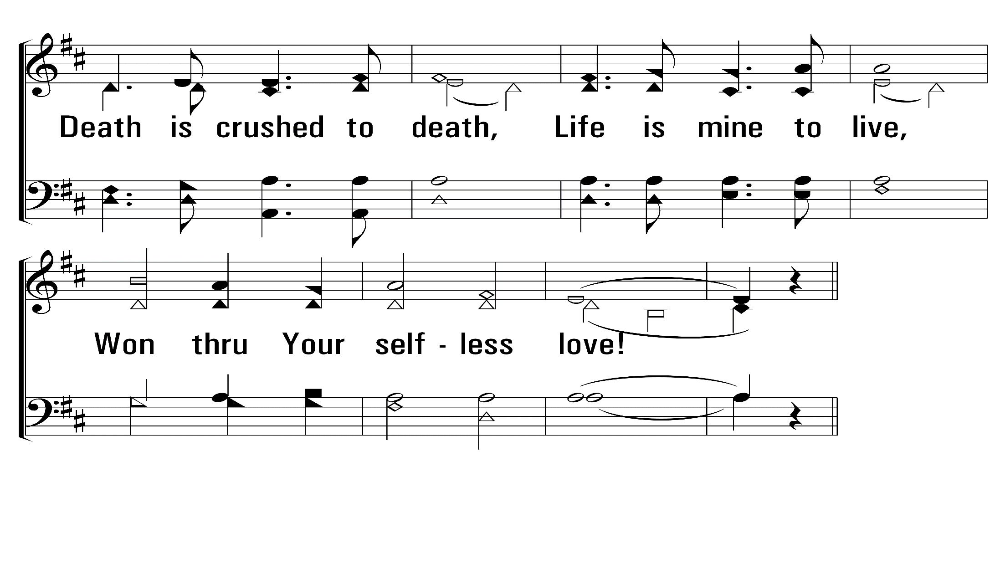 Death is crushed to death, Life is mine to live,
Won thru Your self - less love!